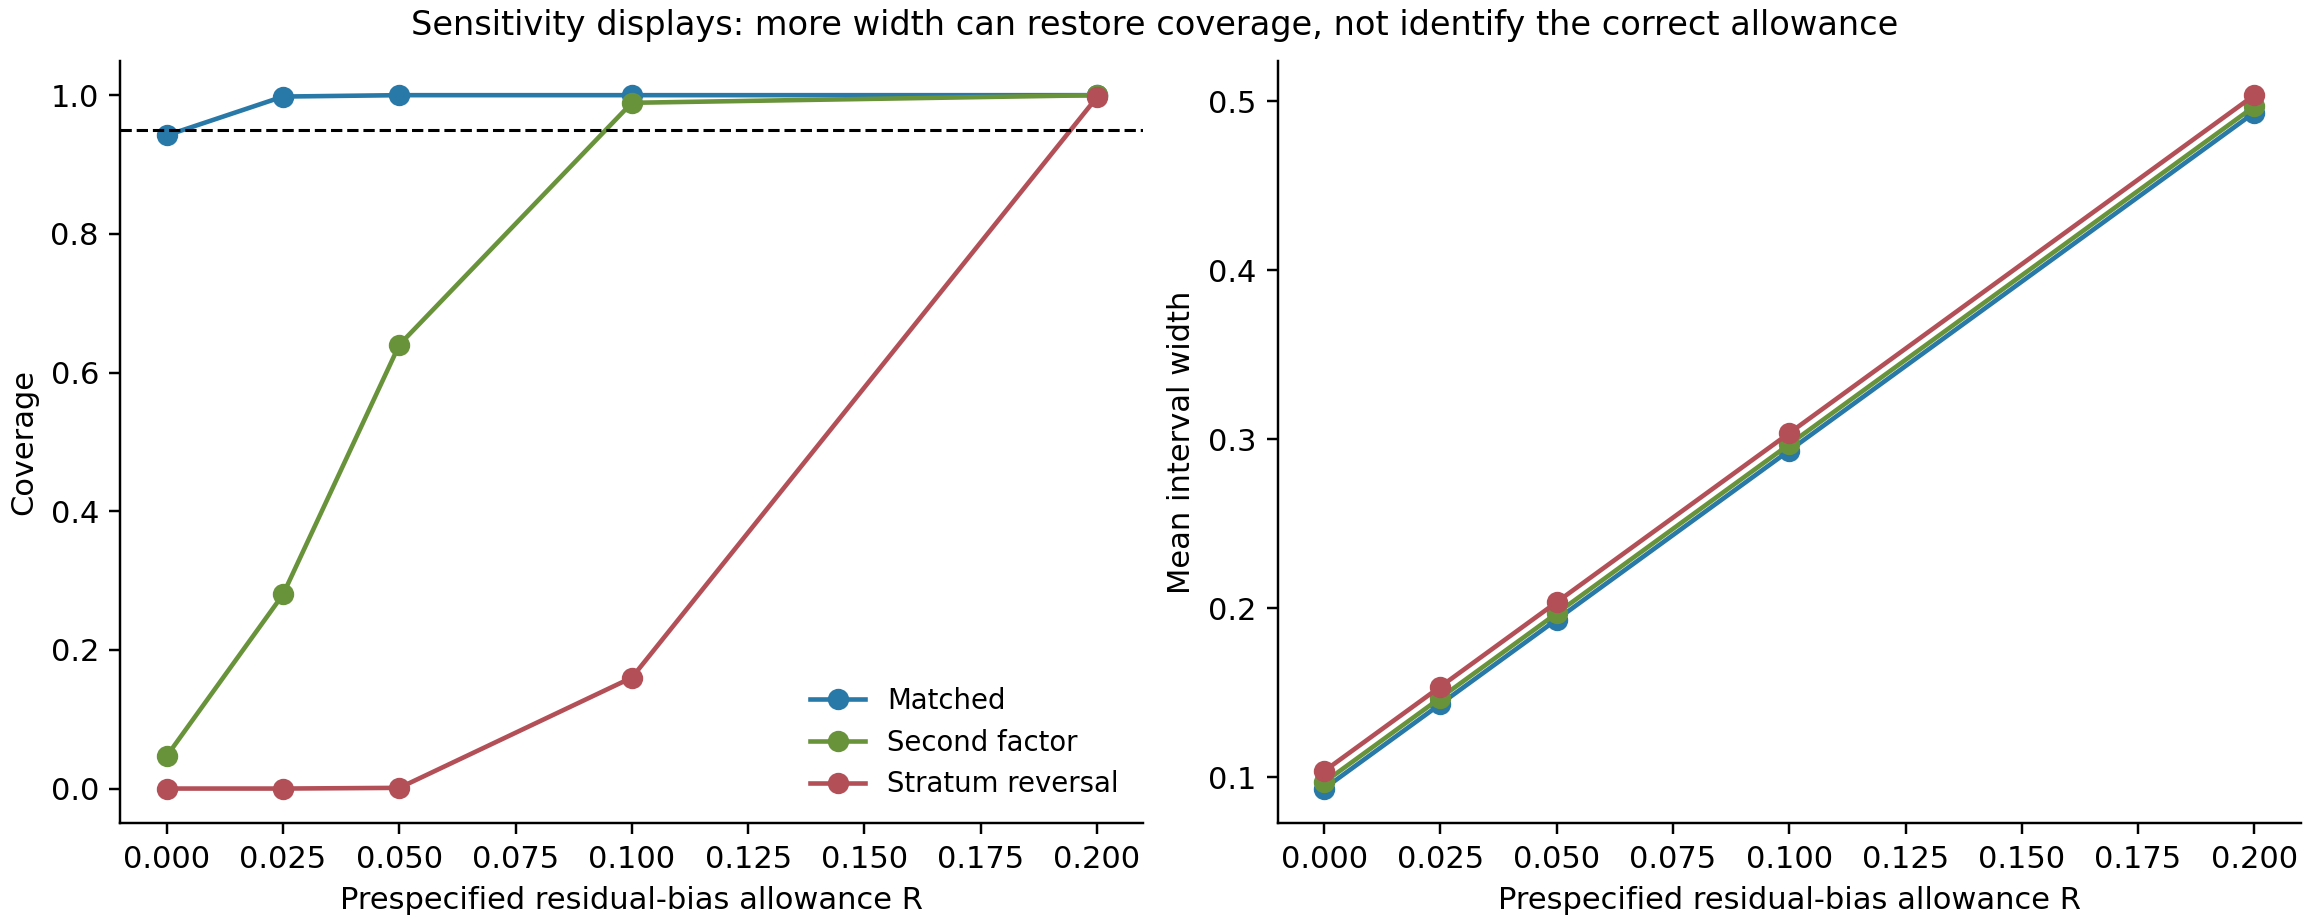 Sensitivity displays: more width can restore coverage, not identify the correct allowance
Coverage
1.0
0.8
0.6
0.4
0.2
0.0
Matched
Second factor
Stratum reversal
0.000 0.025 0.050 0.075 0.100 0.125 0.150 0.175 0.200
Prespecified residual-bias allowance R
Mean interval width
0.5
0.4
0.3
0.2
0.1
0.000 0.025 0.050 0.075 0.100 0.125 0.150 0.175 0.200
Prespecified residual-bias allowance R